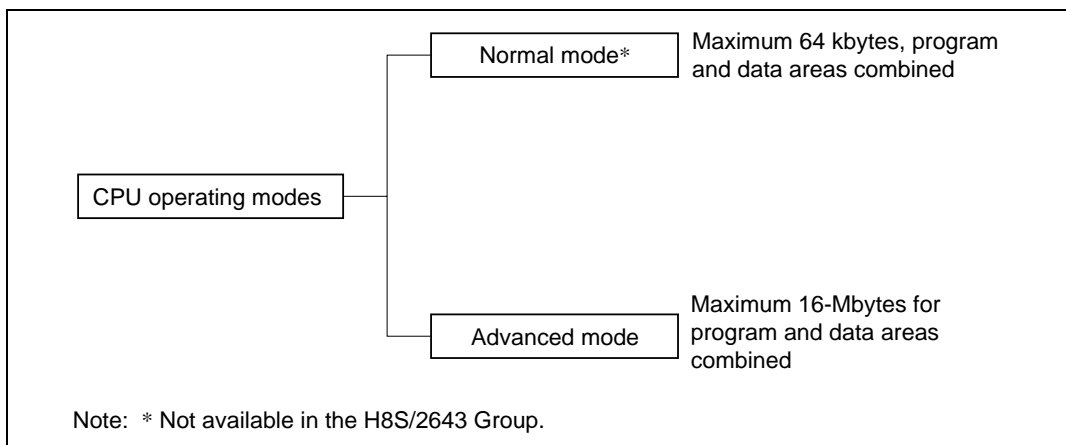 Normal mode*
Maximum 64 kbytes, program
and data areas combined
CPU operating modes
Advanced mode
Maximum 16-Mbytes for
program and data areas
combined
Note: * Not available in the H8S/2643 Group.